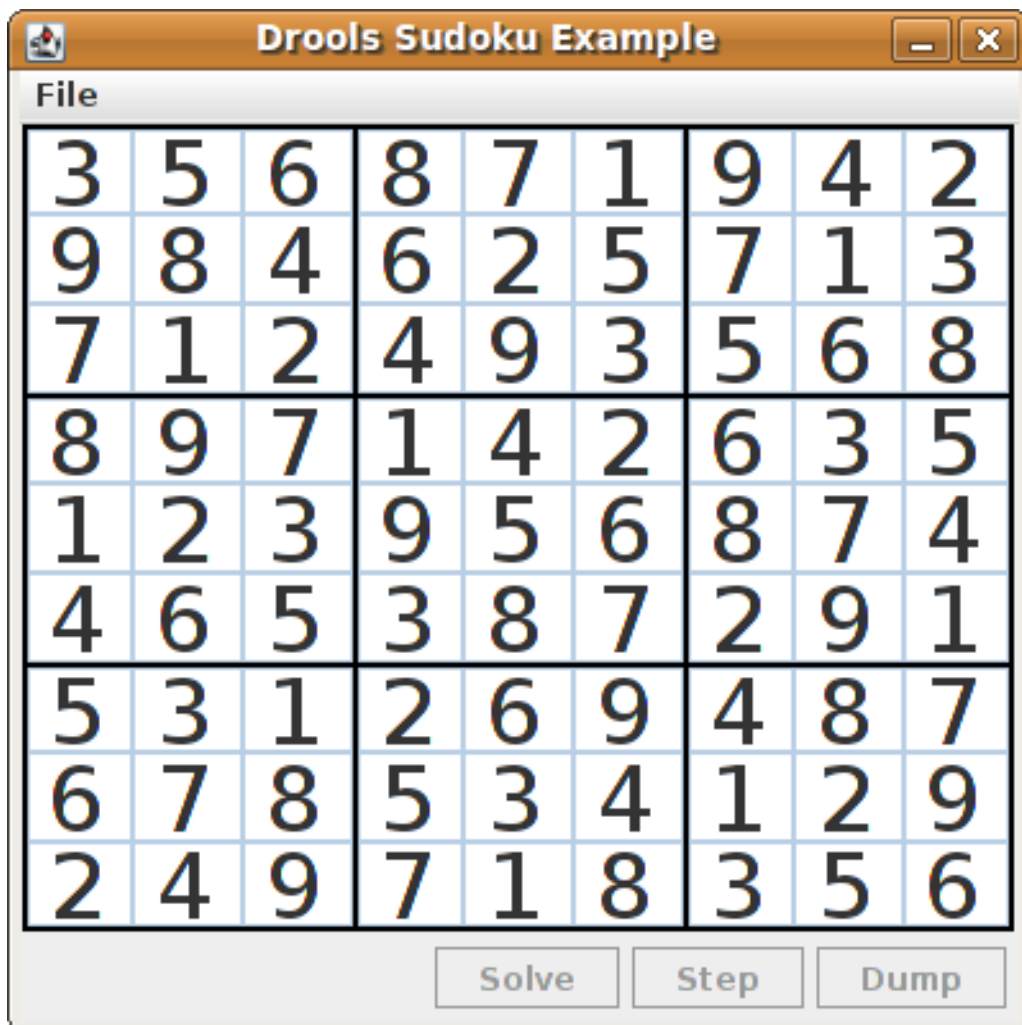 Drools Sudoku Example
File
3 5 6 8 7 1 9 4 2
9 8 4 6 2 5 7 1 3
7 1 2 4 9 3 5 6 8
8 9 7 1 4 2 6 3 5
1 2 3 9 5 6 8 7 4
4 6 5 3 8 7 2 9 1
5 3 1 2 6 9 4 8 7
6 7 8 5 3 4 1 2 9
2 4 9 7 1 8 3 5 6
Solve Step Dump